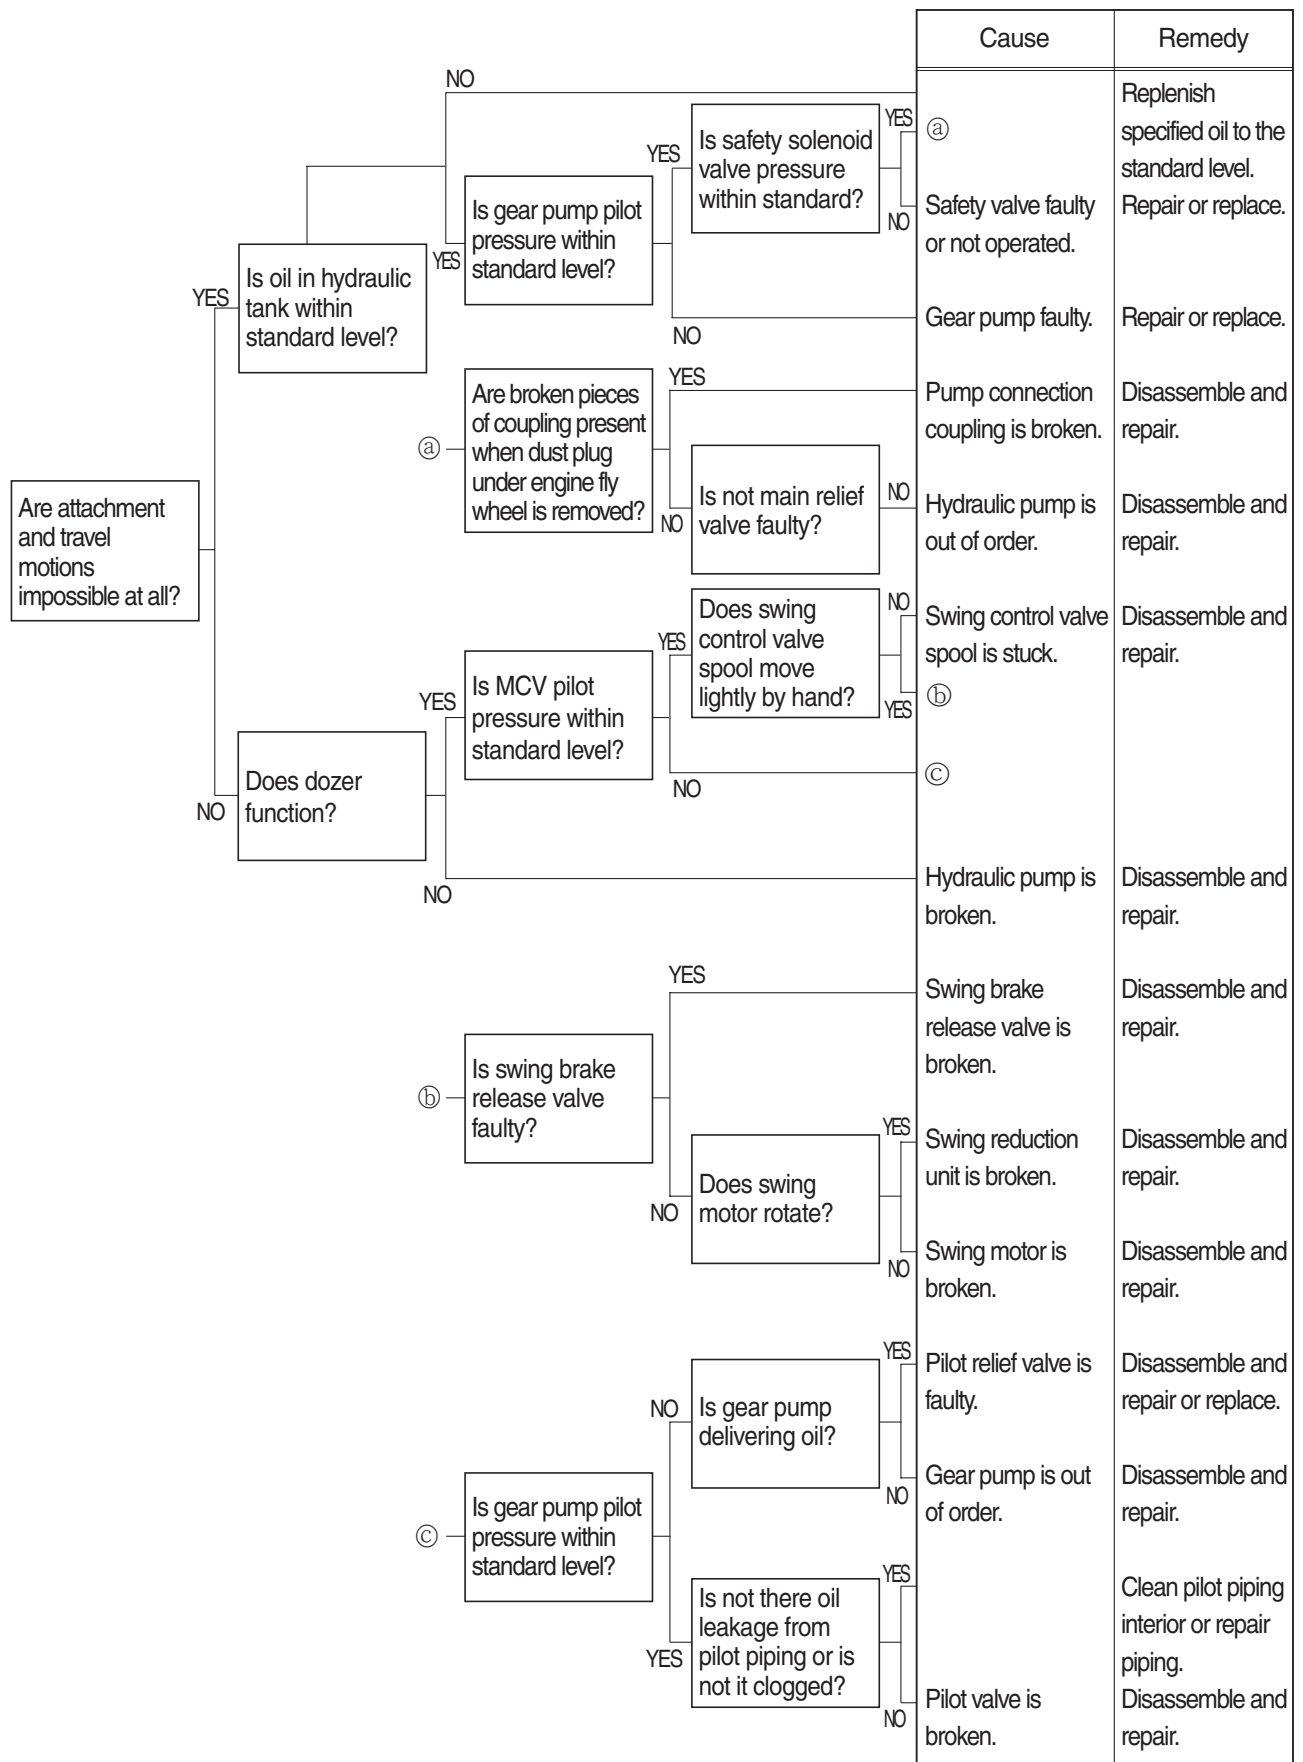 Cause
Remedy
NO
Replenish
specified oil to the
standard level.
YES
Is safety solenoid
valve pressure
within standard?
YES
ⓐ
NO
Safety valve faulty
or not operated.
Repair or replace.
Is gear pump pilot
pressure within
standard level?
YES
Is oil in hydraulic
tank within
standard level?
YES
NO
Gear pump faulty.
Repair or replace.
ⓐ
Are broken pieces
of coupling present
when dust plug
under engine fly
wheel is removed?
YES
Pump connection
coupling is broken.
Disassemble and
repair.
NO
Is not main relief
valve faulty?
NO
Hydraulic pump is
out of order.
Disassemble and
repair.
Are attachment
and travel
motions
impossible at all?
Does swing
control valve
spool move
lightly by hand?
NO
Swing control valve
spool is stuck.
Disassemble and
repair.
YES
YES
ⓑ
YES
Is MCV pilot
pressure within
standard level?
NO
ⓒ
NO
Does dozer
function?
NO
Hydraulic pump is
broken.
Disassemble and
repair.
YES
Swing brake
release valve is
broken.
Disassemble and
repair.
ⓑ
Is swing brake
release valve
faulty?
NO
Does swing
motor rotate?
YES
Swing reduction
unit is broken.
Disassemble and
repair.
NO
Swing motor is
broken.
Disassemble and
repair.
NO
Is gear pump
delivering oil?
YES
Pilot relief valve is
faulty.
Disassemble and
repair or replace.
NO
Gear pump is out
of order.
Disassemble and
repair.
ⓒ
Is gear pump pilot
pressure within
standard level?
YES
Is not there oil
leakage from
pilot piping or is
not it clogged?
YES
Clean pilot piping
interior or repair
piping.
NO
Pilot valve is
broken.
Disassemble and
repair.